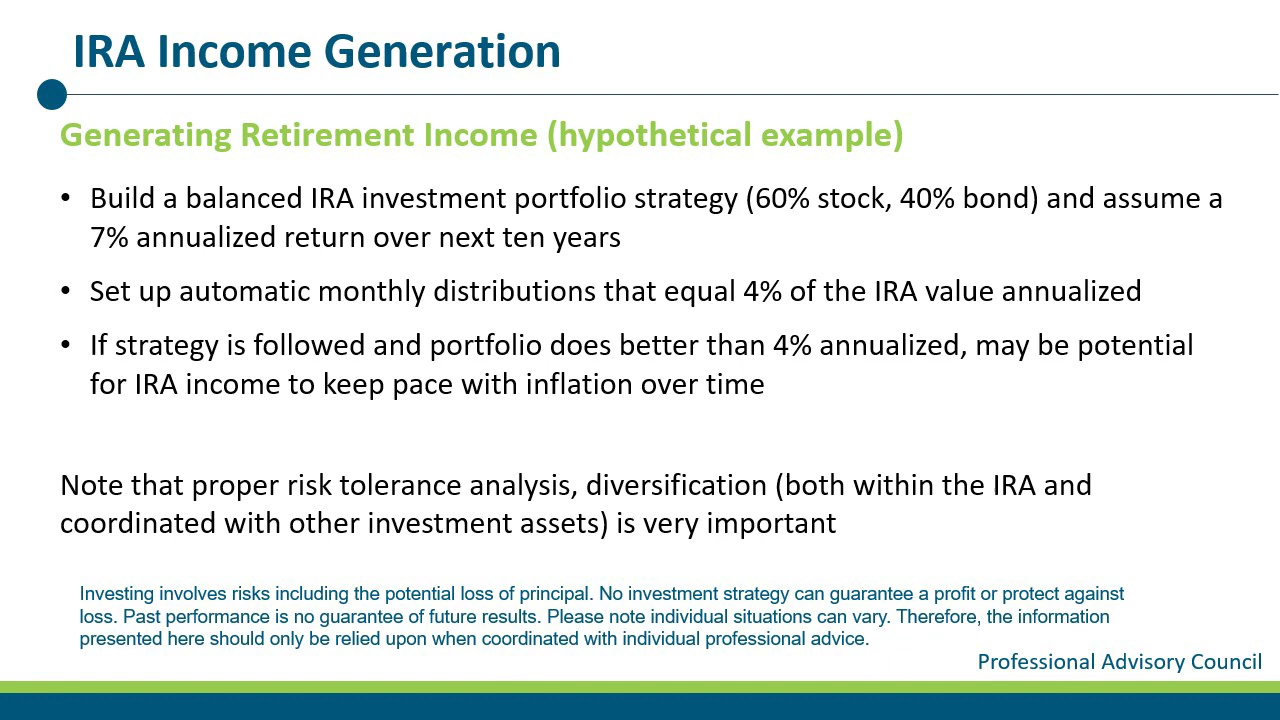 IRA Income Generation
Generating Retirement Income (hypothetical example)
• Build a balanced IRA investment portfolio strategy (60% stock, 40% bond) and assume a
7% annualized return over next ten years
• Set up automatic monthly distributions that equal 4% of the IRA value annualized
• If strategy is followed and portfolio does better than 4% annualized, may be potential
for IRA income to keep pace with inflation over time
Note that proper risk tolerance analysis, diversification (both within the IRA and
coordinated with other investment assets) is very important
Investing involves risks including the potential loss of principal. No investment strategy can guarantee a profit or protect against
loss. Past performance is no guarantee of future results. Please note individual situations can vary. Therefore, the information
presented here should only be relied upon when coordinated with individual professional advice.
Professional Advisory Council